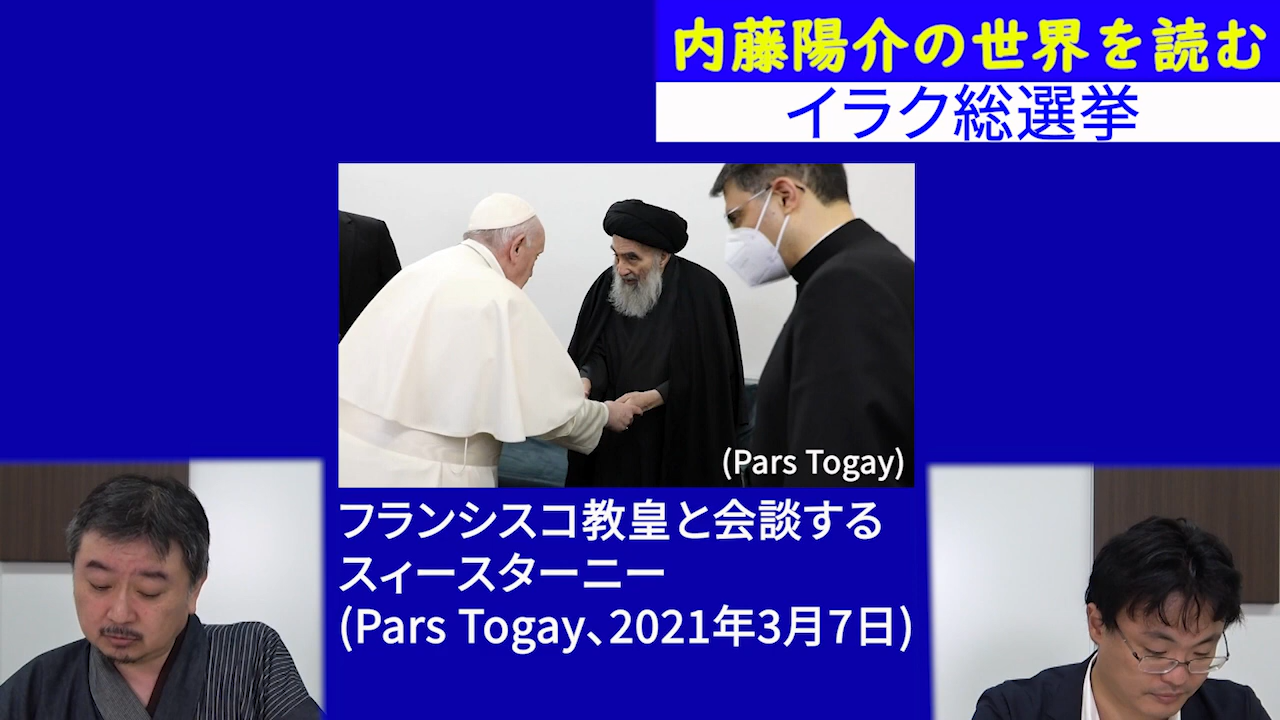 内藤陽介の世界を読む
イラク総選挙
(Pars Togay)
フランシスコ教皇と会談する
スィースターニー
(Pars Togay、2021年3月7日)